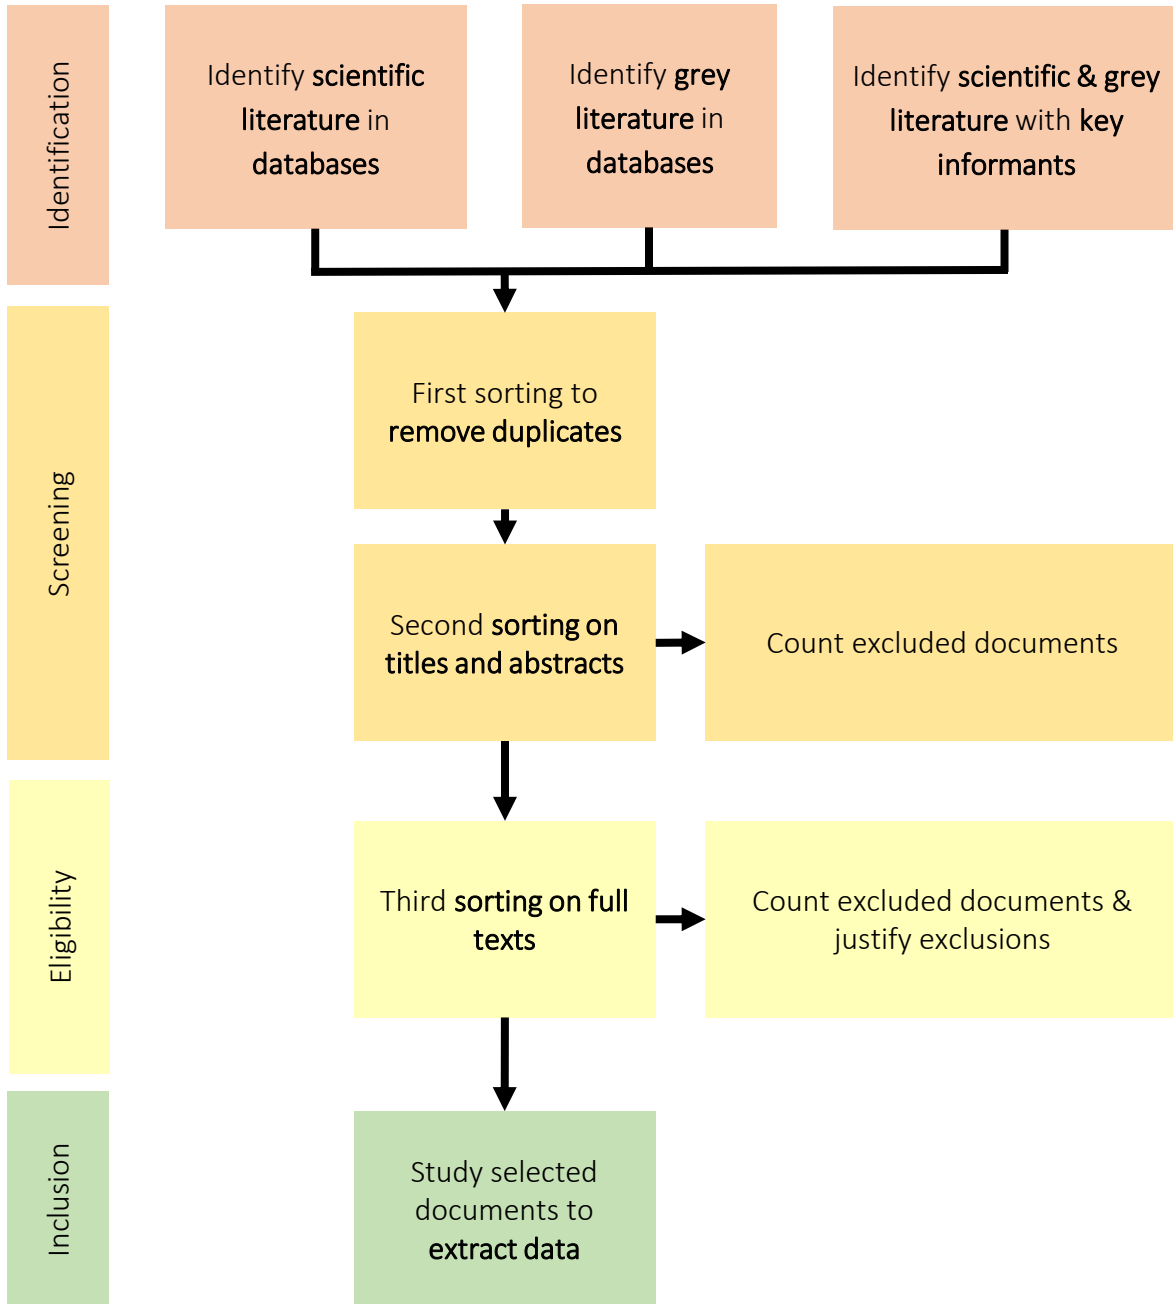 Identification
Identify scientific
literature in
databases
Identify grey
literature in
databases
Identify scientific & grey
literature with key
informants
Screening
First sorting to
remove duplicates
Second sorting on
titles and abstracts
Count excluded documents
Eligibility
Third sorting on full
texts
Count excluded documents &
justify exclusions
Inclusion
Study selected
documents to
extract data